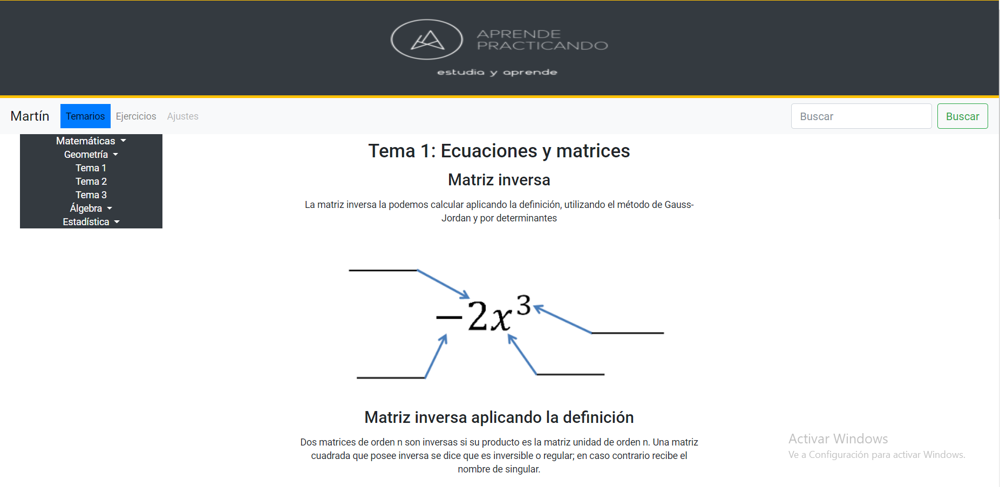 APRENDE
PRACTICANDO
estudia y aprende
Martín Temarios Ejercicios Ajustes Buscar Buscar
Matemáticas
Geometría
Tema 1
Tema 2
Tema 3
Álgebra
Estadística
Tema 1: Ecuaciones y matrices
Matriz inversa
La matriz inversa la podemos calcular aplicando la definición, utilizando el método de Gauss-
Jordan y por determinantes
−2x³
Matriz inversa aplicando la definición
Dos matrices de orden n son inversas si su producto es la matriz unidad de orden n. Una matriz
cuadrada que posee inversa se dice que es inversible o regular; en caso contrario recibe el
nombre de singular.
Activar Windows
Ve a Configuración para activar Windows.